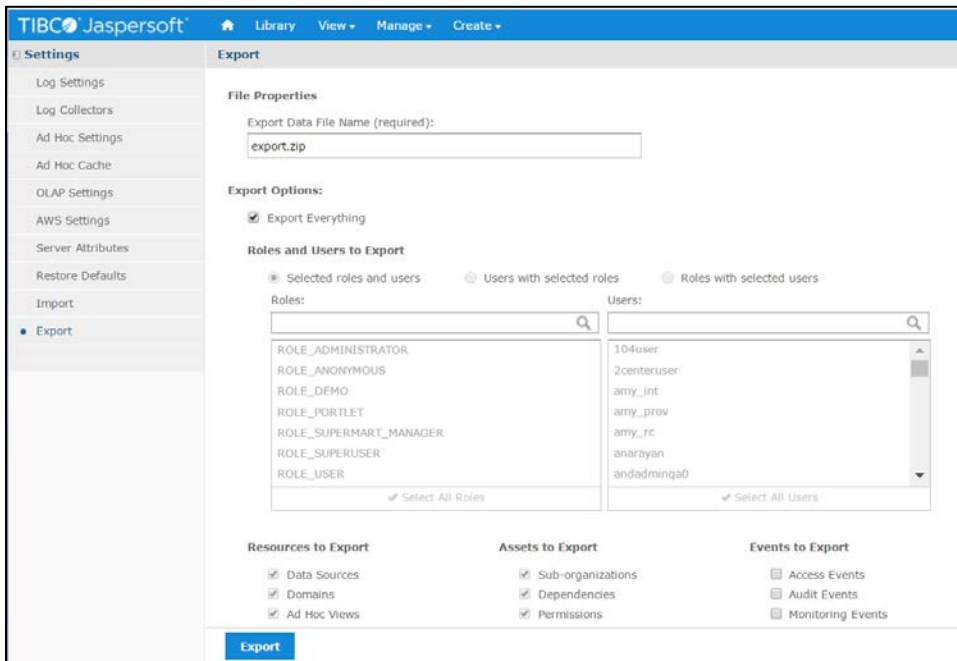 TIBCO Jaspersoft Library View Manage Create
Settings
Log Settings
Log Collectors
Ad Hoc Settings
Ad Hoc Cache
OLAP Settings
AWS Settings
Server Attributes
Restore Defaults
Import
Export
Export
File Properties
Export Data File Name (required):
export.zip
Export Options:
Export Everything
Roles and Users to Export
Selected roles and users Users with selected roles Roles with selected users
Roles: Users:
ROLE_ADMINISTRATOR 104user
ROLE_ANONYMOUS 2centeruser
ROLE_DEMO amy_int
ROLE_PORTLET amy_prov
ROLE_SUPERMART_MANAGER amy_rc
ROLE_SUPERUSER anarayan
ROLE_USER andadminqa0
Select All Roles Select All Users
Resources to Export Assets to Export Events to Export
Data Sources Sub-organizations Access Events
Domains Dependencies Audit Events
Ad Hoc Views Permissions Monitoring Events
Export